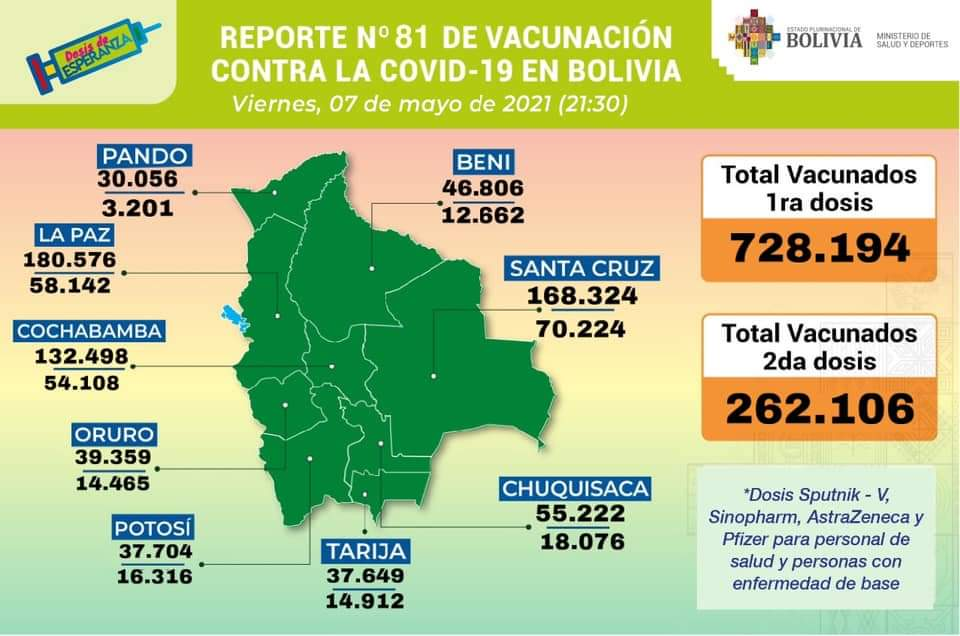 Dosis de
ESPERANZA
REPORTE Nº 81 DE VACUNACIÓN
CONTRA LA COVID-19 EN BOLIVIA
Viernes, 07 de mayo de 2021 (21:30)
ESTADO PLURINACIONAL DE
BOLIVIA
MINISTERIO DE
SALUD Y DEPORTES
PANDO
30.056
3.201
BENI
46.806
12.662
LA PAZ
180.576
58.142
SANTA CRUZ
168.324
70.224
COCHABAMBA
132.498
54.108
ORURO
39.359
14.465
CHUQUISACA
55.222
18.076
POTOSÍ
37.704
16.316
TARIJA
37.649
14.912
Total Vacunados
1ra dosis
728.194
Total Vacunados
2da dosis
262.106
*Dosis Sputnik - V,
Sinopharm, AstraZeneca y
Pfizer para personal de
salud y personas con
enfermedad de base